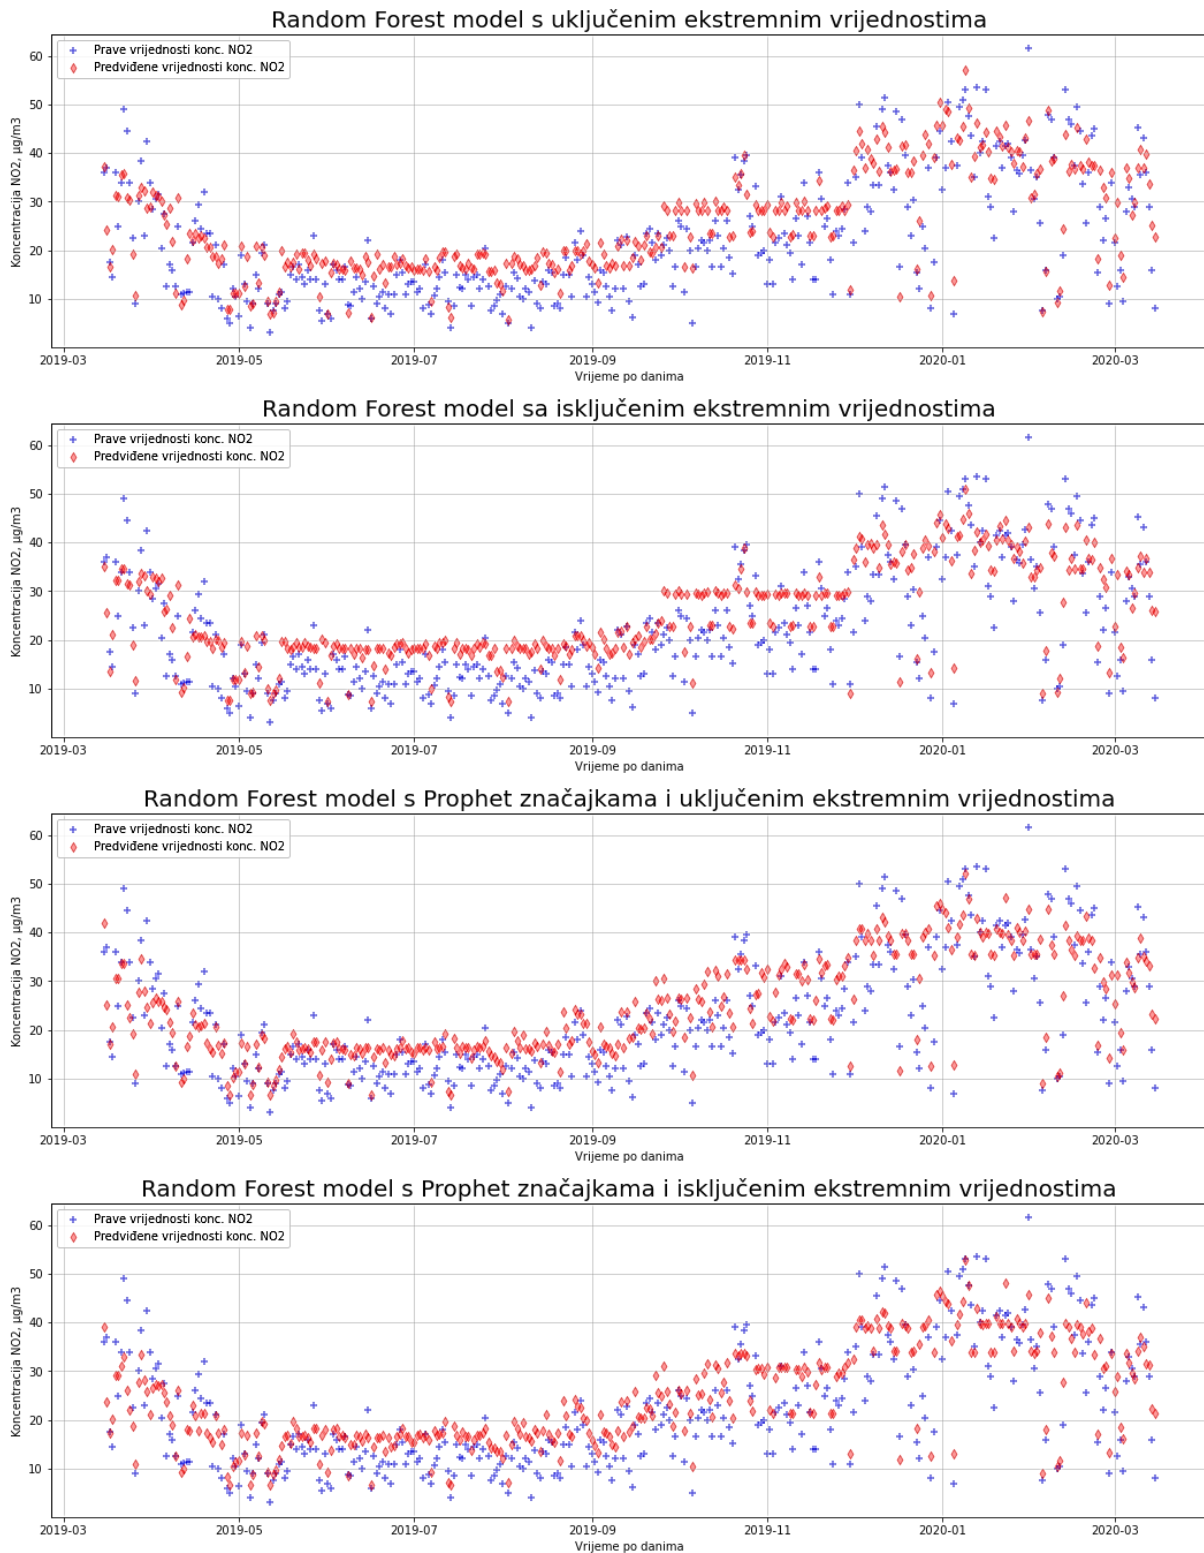 Random Forest model s uključenim ekstremnim vrijednostima
Prave vrijednosti konc. NO2
Predviđene vrijednosti konc. NO2
60
50
40
30
20
10
Koncentracija NO2, µg/m3
2019-03 2019-05 2019-07 2019-09 2019-11 2020-01 2020-03
Vrijeme po danima
Random Forest model sa isključenim ekstremnim vrijednostima
Prave vrijednosti konc. NO2
Predviđene vrijednosti konc. NO2
60
50
40
30
20
10
Koncentracija NO2, µg/m3
2019-03 2019-05 2019-07 2019-09 2019-11 2020-01 2020-03
Vrijeme po danima
Random Forest model s Prophet značajkama i uključenim ekstremnim vrijednostima
Prave vrijednosti konc. NO2
Predviđene vrijednosti konc. NO2
60
50
40
30
20
10
Koncentracija NO2, µg/m3
2019-03 2019-05 2019-07 2019-09 2019-11 2020-01 2020-03
Vrijeme po danima
Random Forest model s Prophet značajkama i isključenim ekstremnim vrijednostima
Prave vrijednosti konc. NO2
Predviđene vrijednosti konc. NO2
60
50
40
30
20
10
Koncentracija NO2, µg/m3
2019-03 2019-05 2019-07 2019-09 2019-11 2020-01 2020-03
Vrijeme po danima